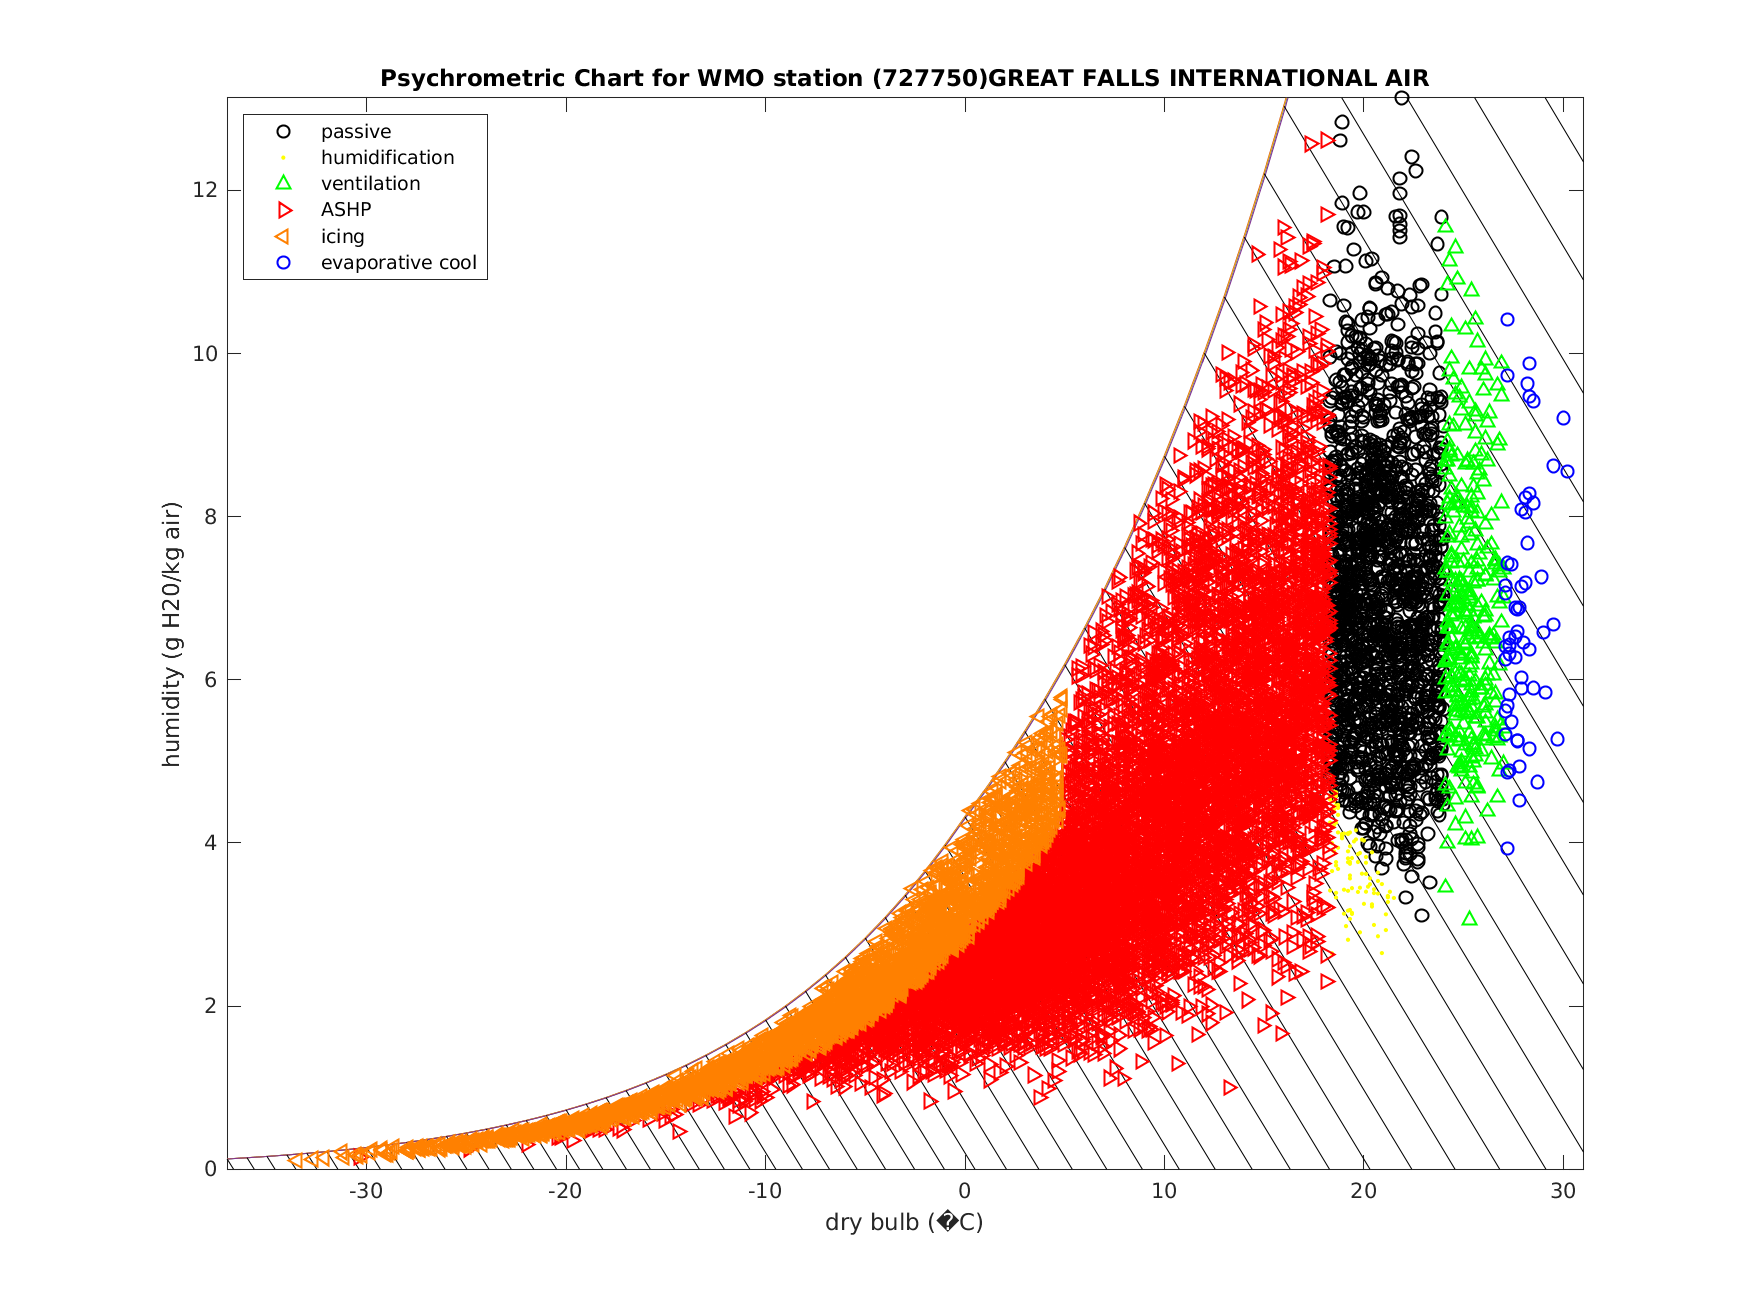 Psychrometric Chart for WMO station (727750)GREAT FALLS INTERNATIONAL AIR
passive
humidification
ventilation
ASHP
icing
evaporative cool
humidity (g H20/kg air)
12
10
8
6
4
2
0
-30 -20 -10 0 10 20 30
dry bulb (�C)